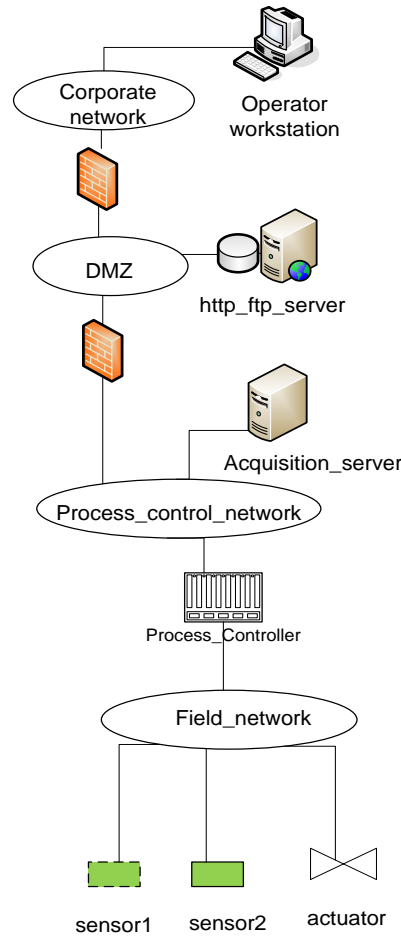 Corporate
network
Operator
workstation
DMZ
http_ftp_server
Acquisition_server
Process_control_network
Process_Controller
Field_network
sensor1
sensor2
actuator